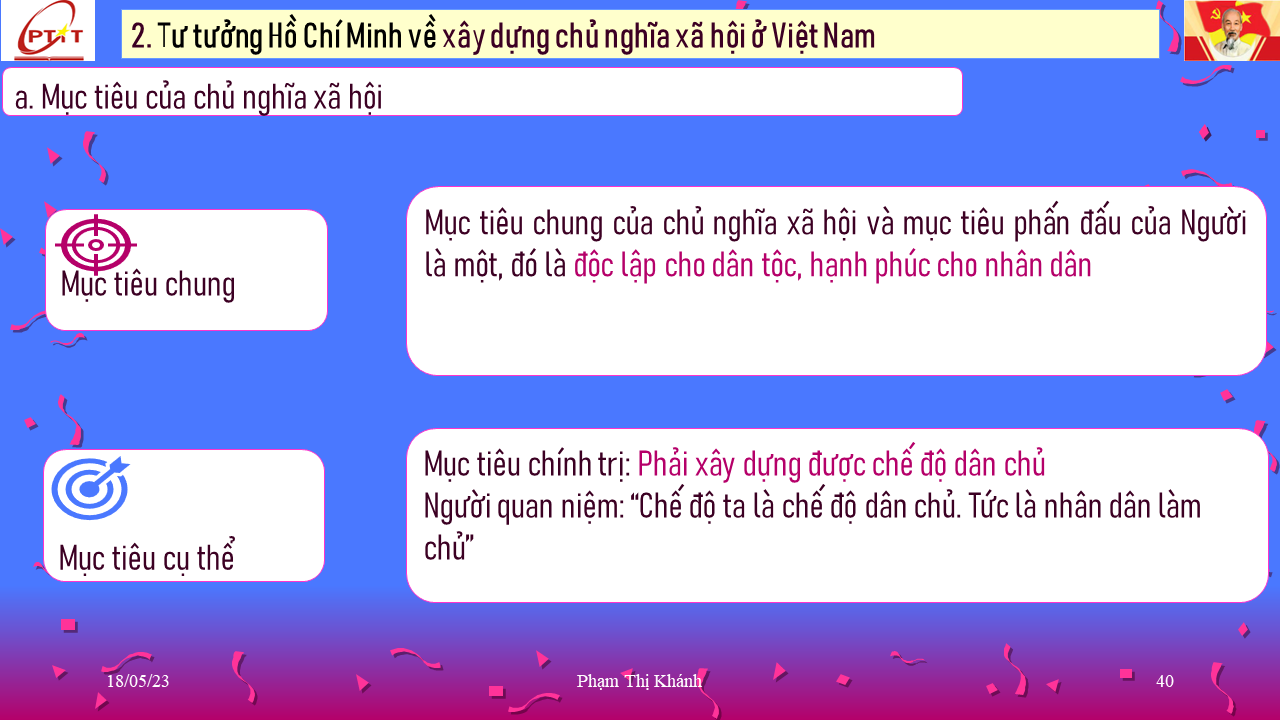 PTIT
2. Tư tưởng Hồ Chí Minh về xây dựng chủ nghĩa xã hội ở Việt Nam
a. Mục tiêu của chủ nghĩa xã hội
Mục tiêu chung
Mục tiêu chung của chủ nghĩa xã hội và mục tiêu phấn đấu của Người
là một, đó là độc lập cho dân tộc, hạnh phúc cho nhân dân
Mục tiêu cụ thể
Mục tiêu chính trị: Phải xây dựng được chế độ dân chủ
Người quan niệm: “Chế độ ta là chế độ dân chủ. Tức là nhân dân làm
chủ”
18/05/23
Phạm Thị Khánh
40